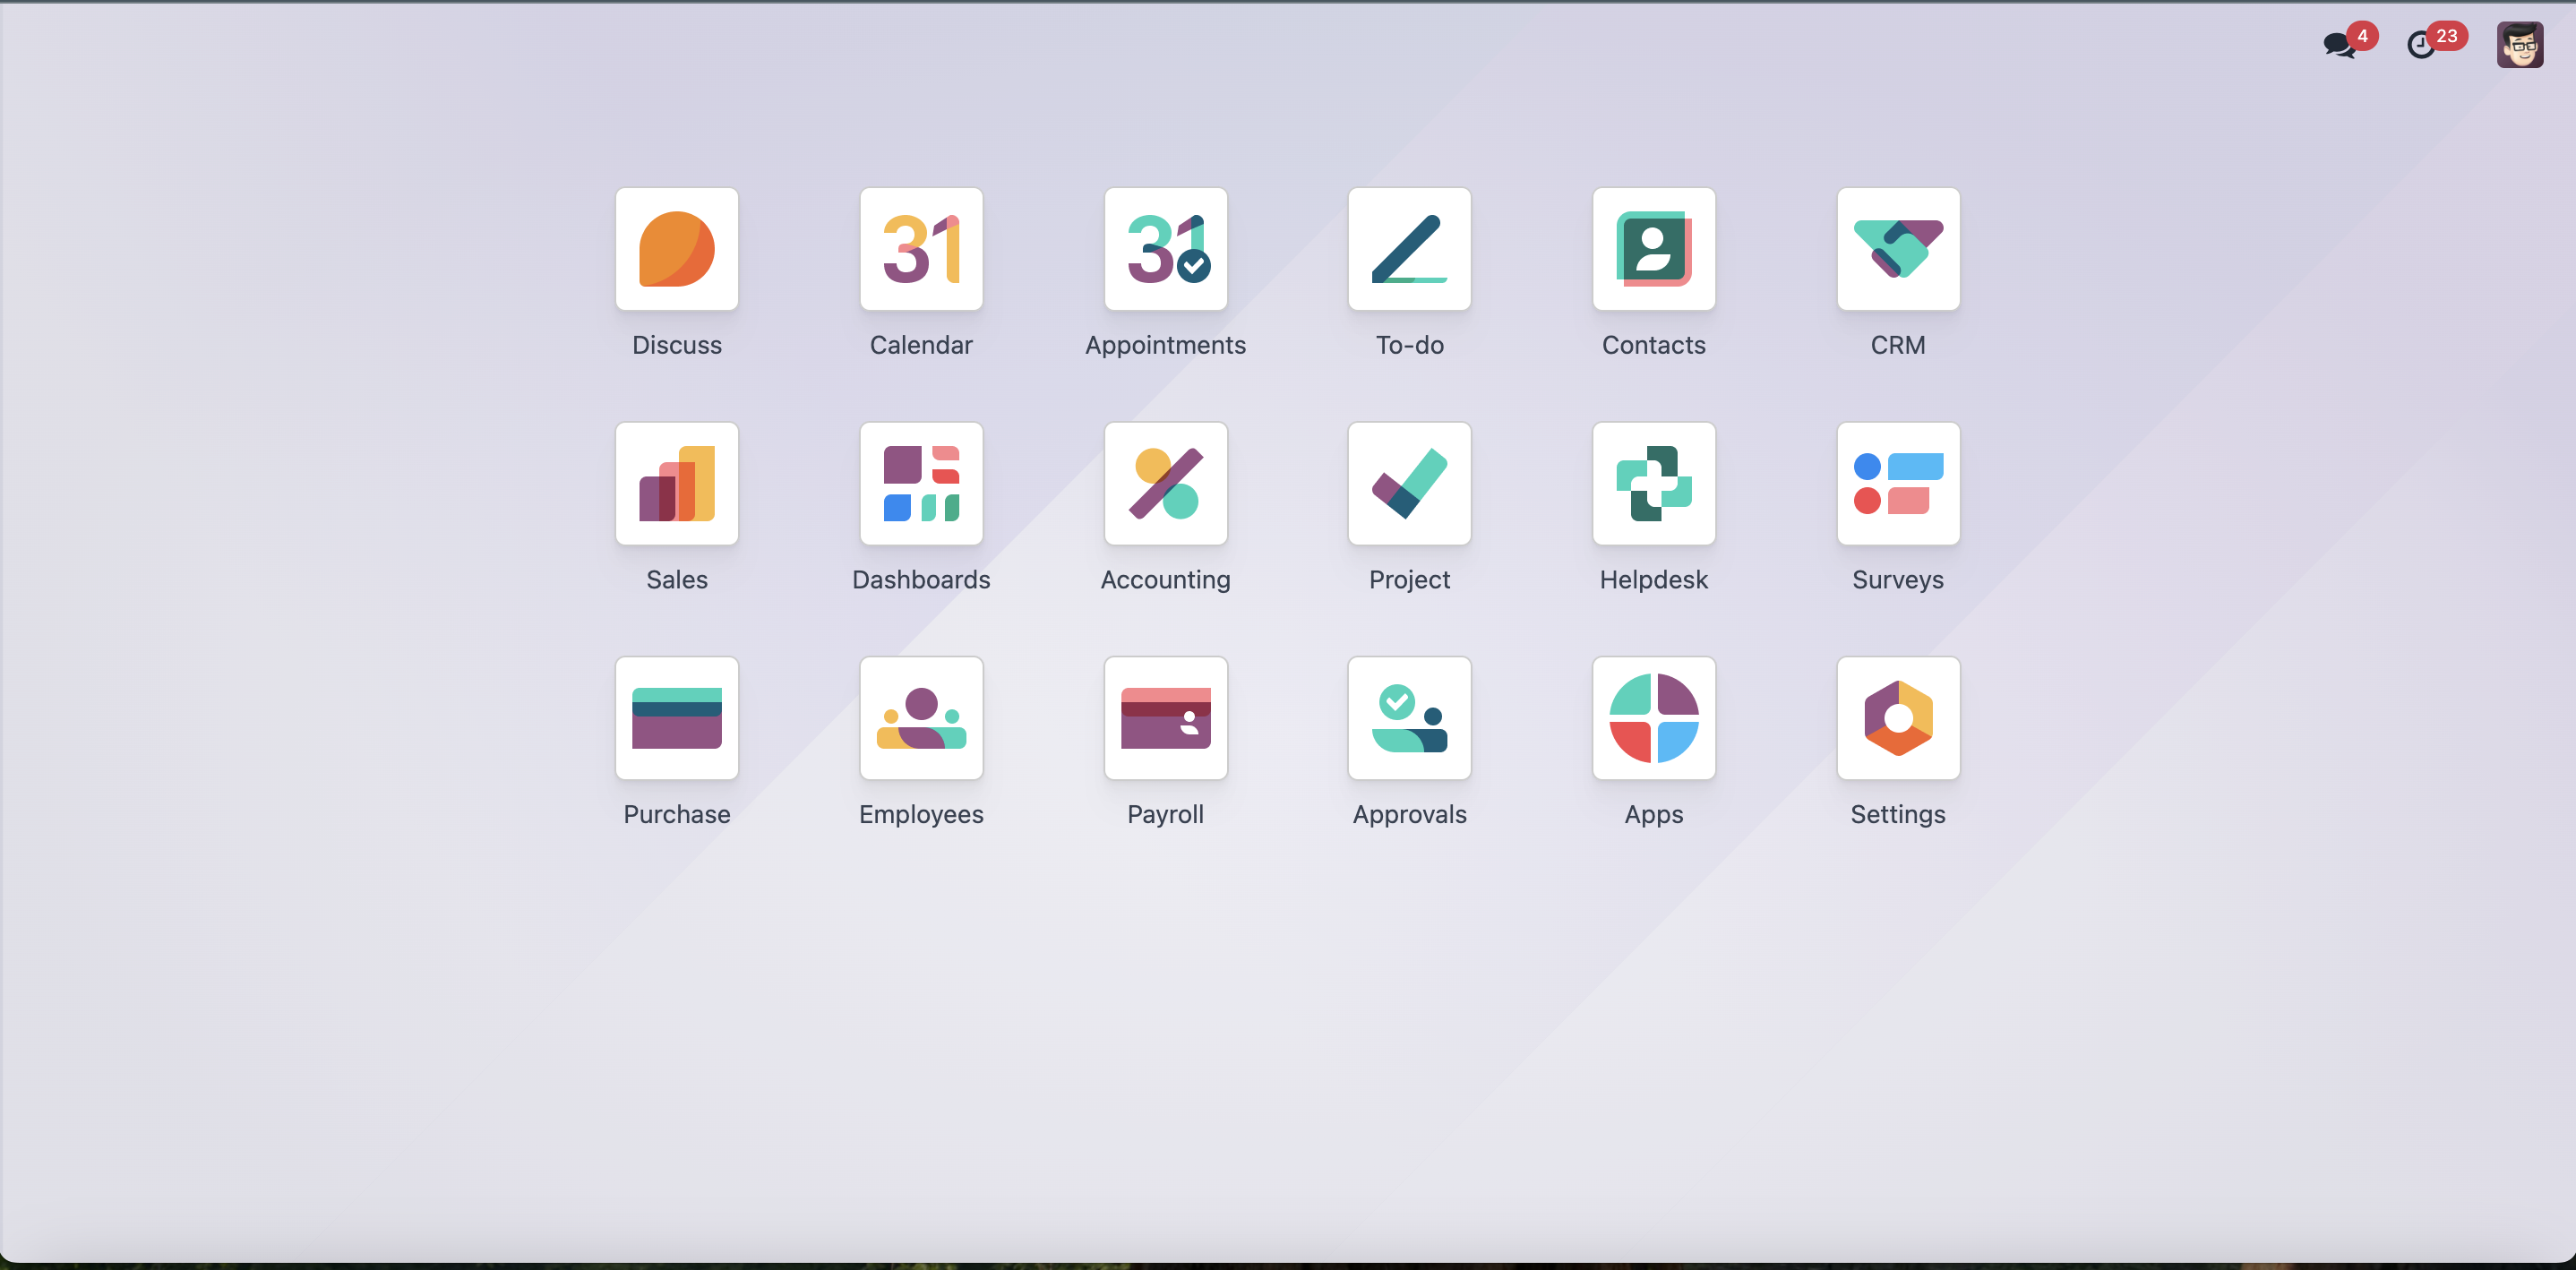 4 23
31 31
Discuss Calendar Appointments To-do Contacts CRM
Sales Dashboards Accounting Project Helpdesk Surveys
Purchase Employees Payroll Approvals Apps Settings